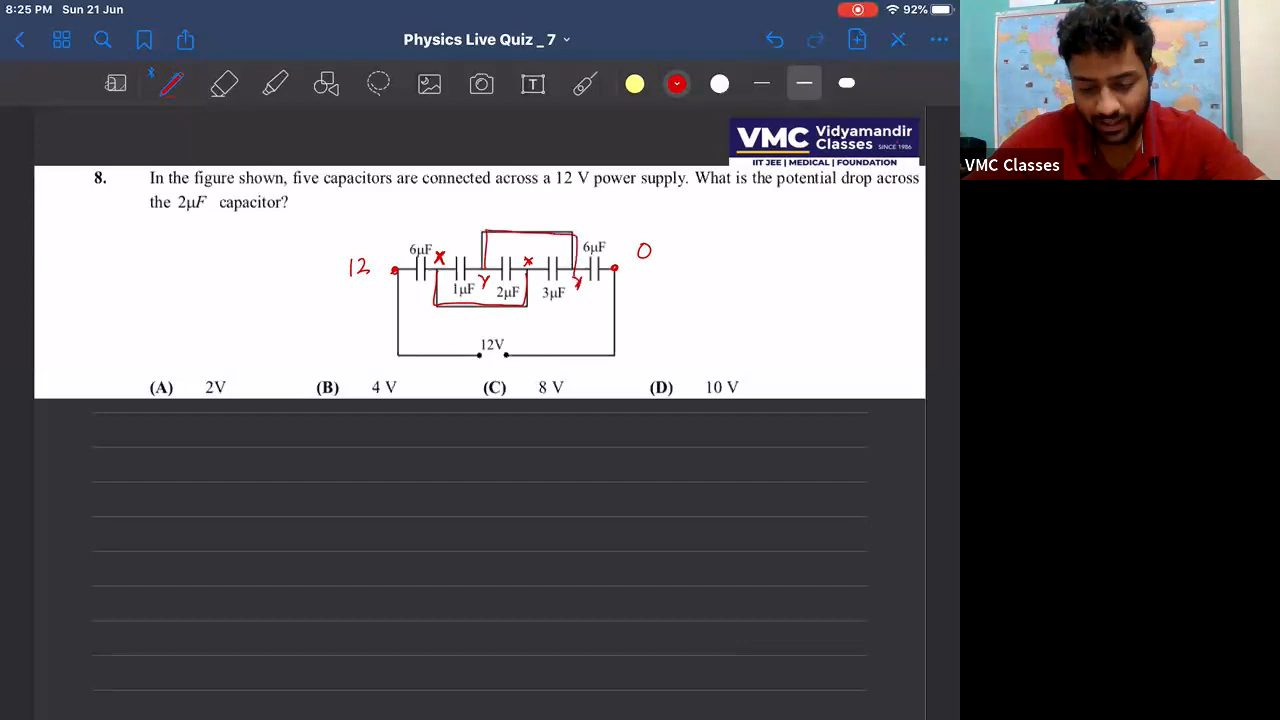 8:25 PM Sun 21 Jun
92%
Physics Live Quiz _ 7
T
VMC Vidyamandir Classes SINCE 1986
IIT JEE | MEDICAL | FOUNDATION
VMC Classes
8. In the figure shown, five capacitors are connected across a 12 V power supply. What is the potential drop across
the 2μF capacitor?
12 6μF x 1μF y 2μF x 3μF y 6μF 0
12V
(A) 2V (B) 4 V (C) 8 V (D) 10 V